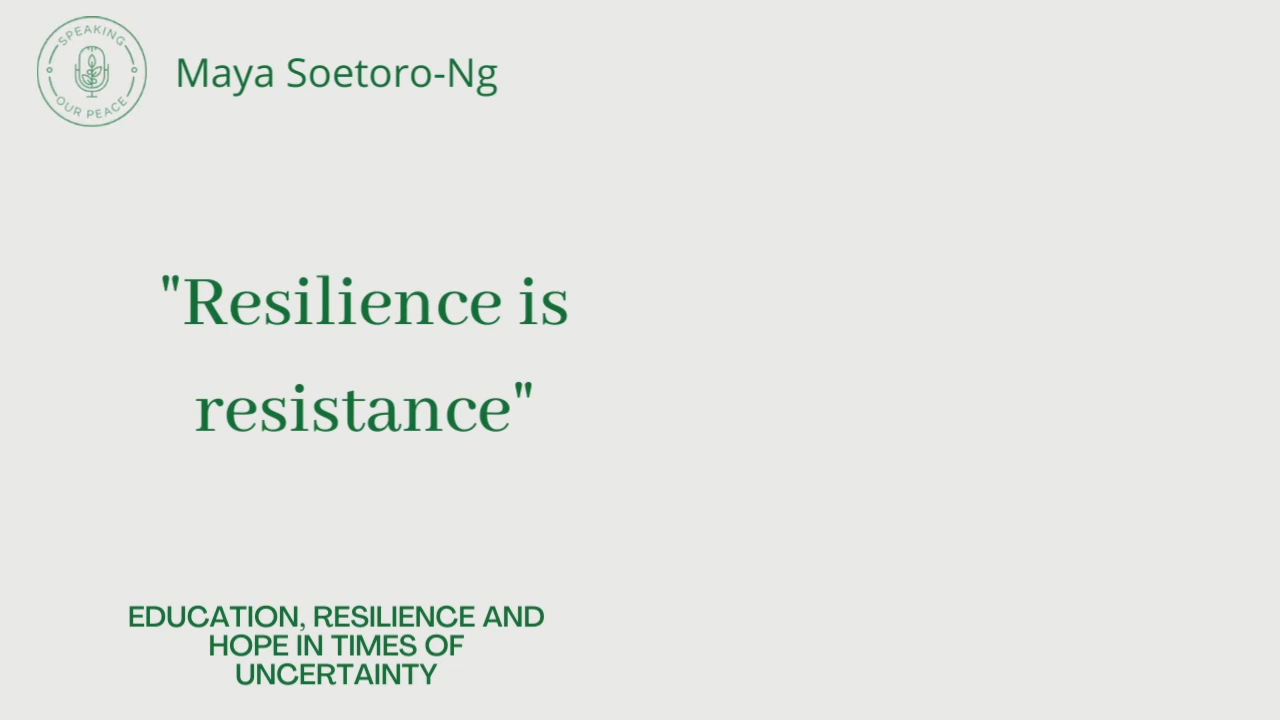 SPEAKING
OUR PEACE
Maya Soetoro-Ng
"Resilience is
resistance"
EDUCATION, RESILIENCE AND
HOPE IN TIMES OF
UNCERTAINTY